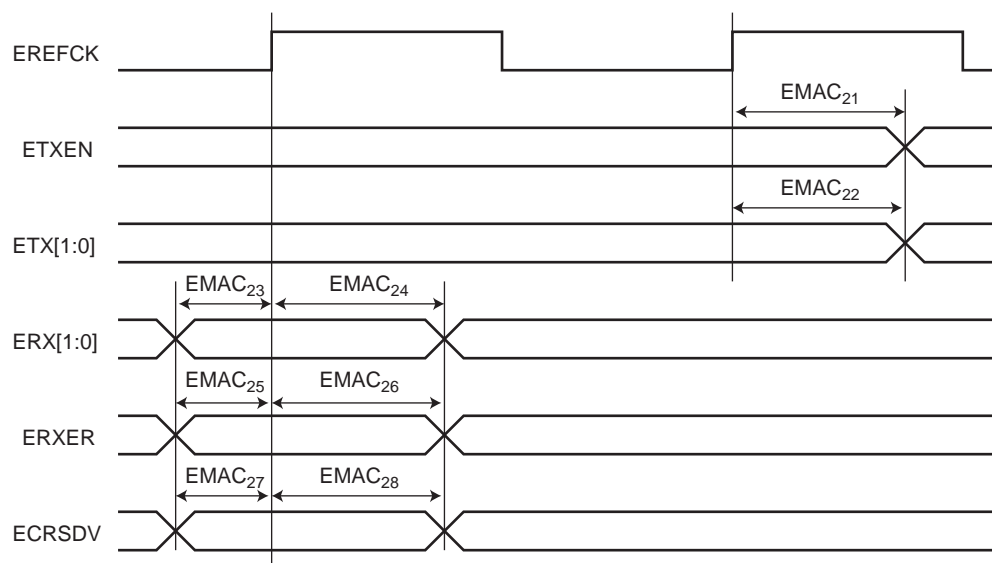 EREFCK
EMAC21
ETXEN
EMAC22
ETX[1:0]
EMAC23 EMAC24
ERX[1:0]
EMAC25 EMAC26
ERXER
EMAC27 EMAC28
ECRSDV